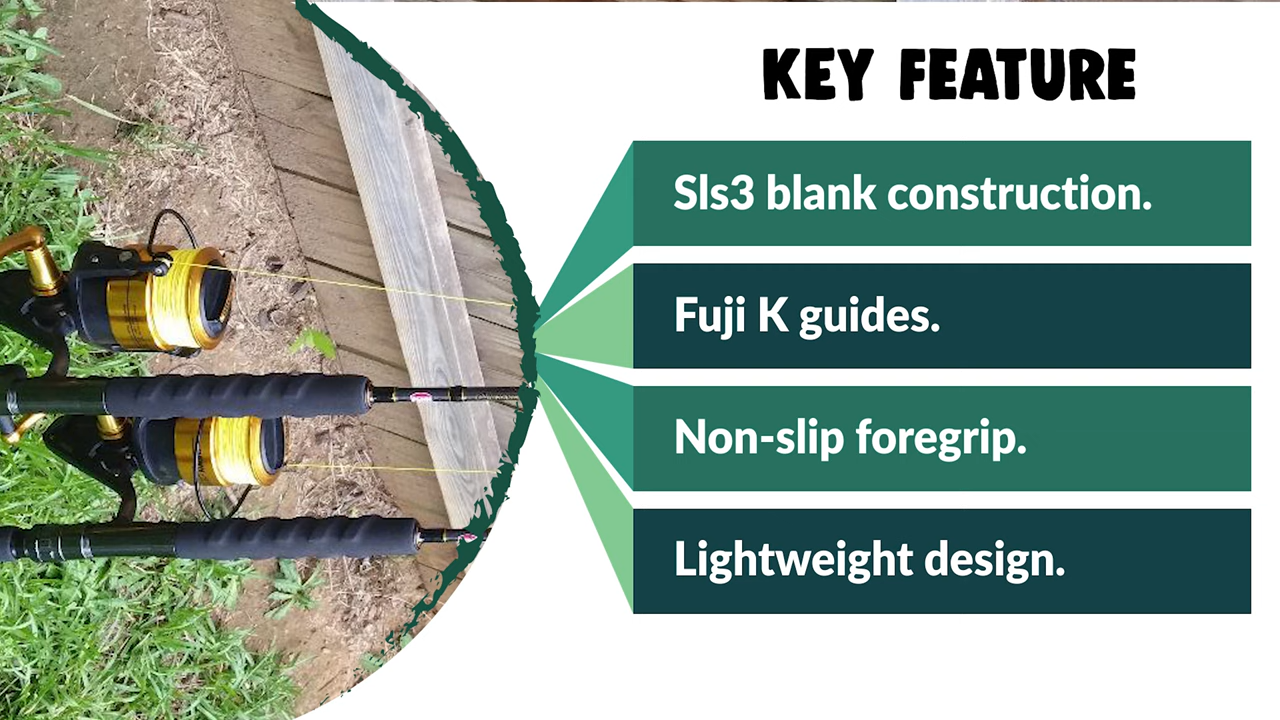 KEY FEATURE
Sls3 blank construction.
Fuji K guides.
Non-slip foregrip.
Lightweight design.